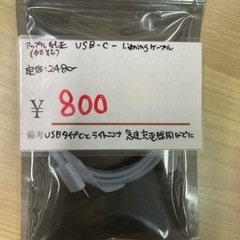 アップル純正 USB-C - Lightningケーブル
(中古品)
定価:2480-
¥ 800
備考 USBタイプCとライトニング 急速充電器用などに